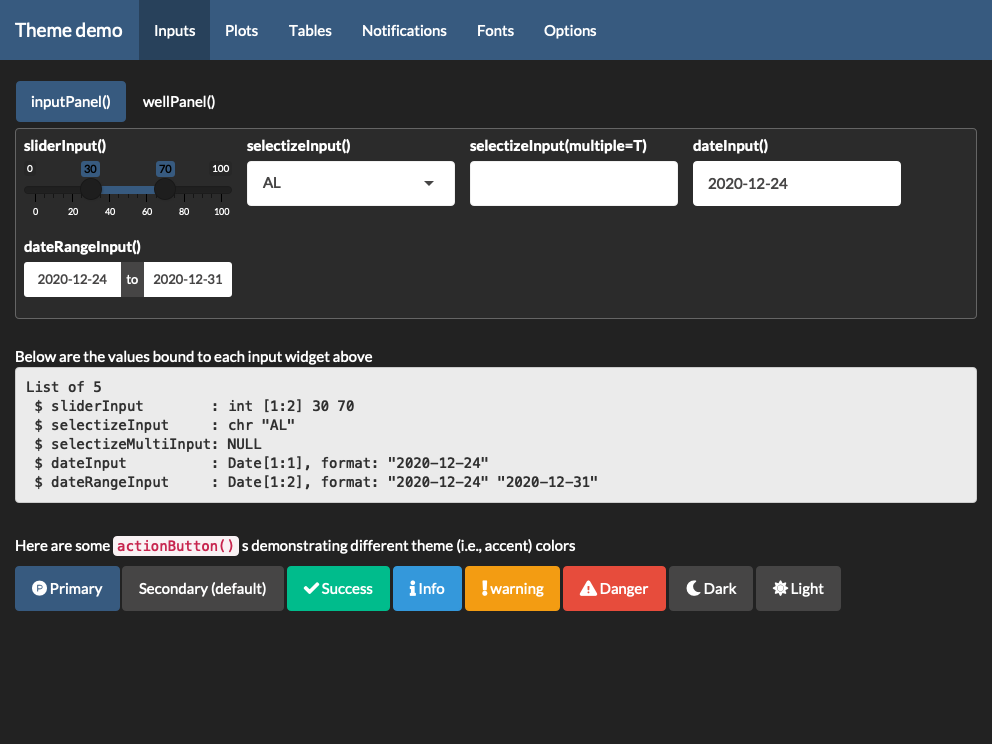 Theme demo Inputs Plots Tables Notifications Fonts Options
inputPanel() wellPanel()
sliderInput() selectizeInput() selectizeInput(multiple=T) dateInput()
0 30 70 100
AL 2020-12-24
0 20 40 60 80 100
dateRangeInput()
2020-12-24 to 2020-12-31
Below are the values bound to each input widget above
List of 5
$ sliderInput : int [1:2] 30 70
$ selectizeInput : chr "AL"
$ selectizeMultiInput: NULL
$ dateInput : Date[1:1], format: "2020-12-24"
$ dateRangeInput : Date[1:2], format: "2020-12-24" "2020-12-31"
Here are some actionButton() s demonstrating different theme (i.e., accent) colors
Primary Secondary (default) Success Info warning Danger Dark Light